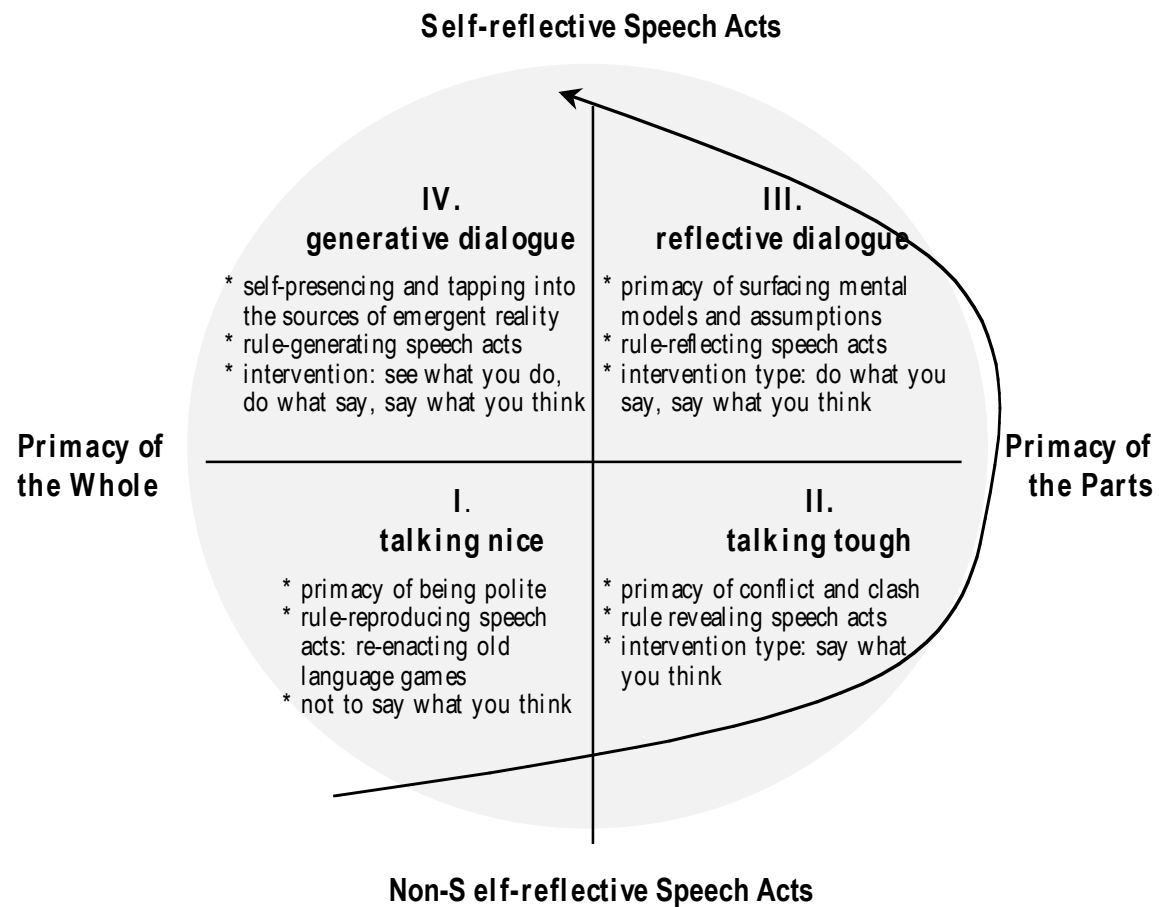 Self-reflective Speech Acts
IV.
generative dialogue
* self-presencing and tapping into
the sources of emergent reality
* rule-generating speech acts
* intervention: see what you do,
do what say, say what you think
III.
reflective dialogue
* primacy of surfacing mental
models and assumptions
* rule-reflecting speech acts
* intervention type: do what you
say, say what you think
Primacy of
the Whole
Primacy of
the Parts
I.
talking nice
* primacy of being polite
* rule-reproducing speech
acts: re-enacting old
language games
* not to say what you think
II.
talking tough
* primacy of conflict and clash
* rule revealing speech acts
* intervention type: say what
you think
Non-S elf-reflective Speech Acts